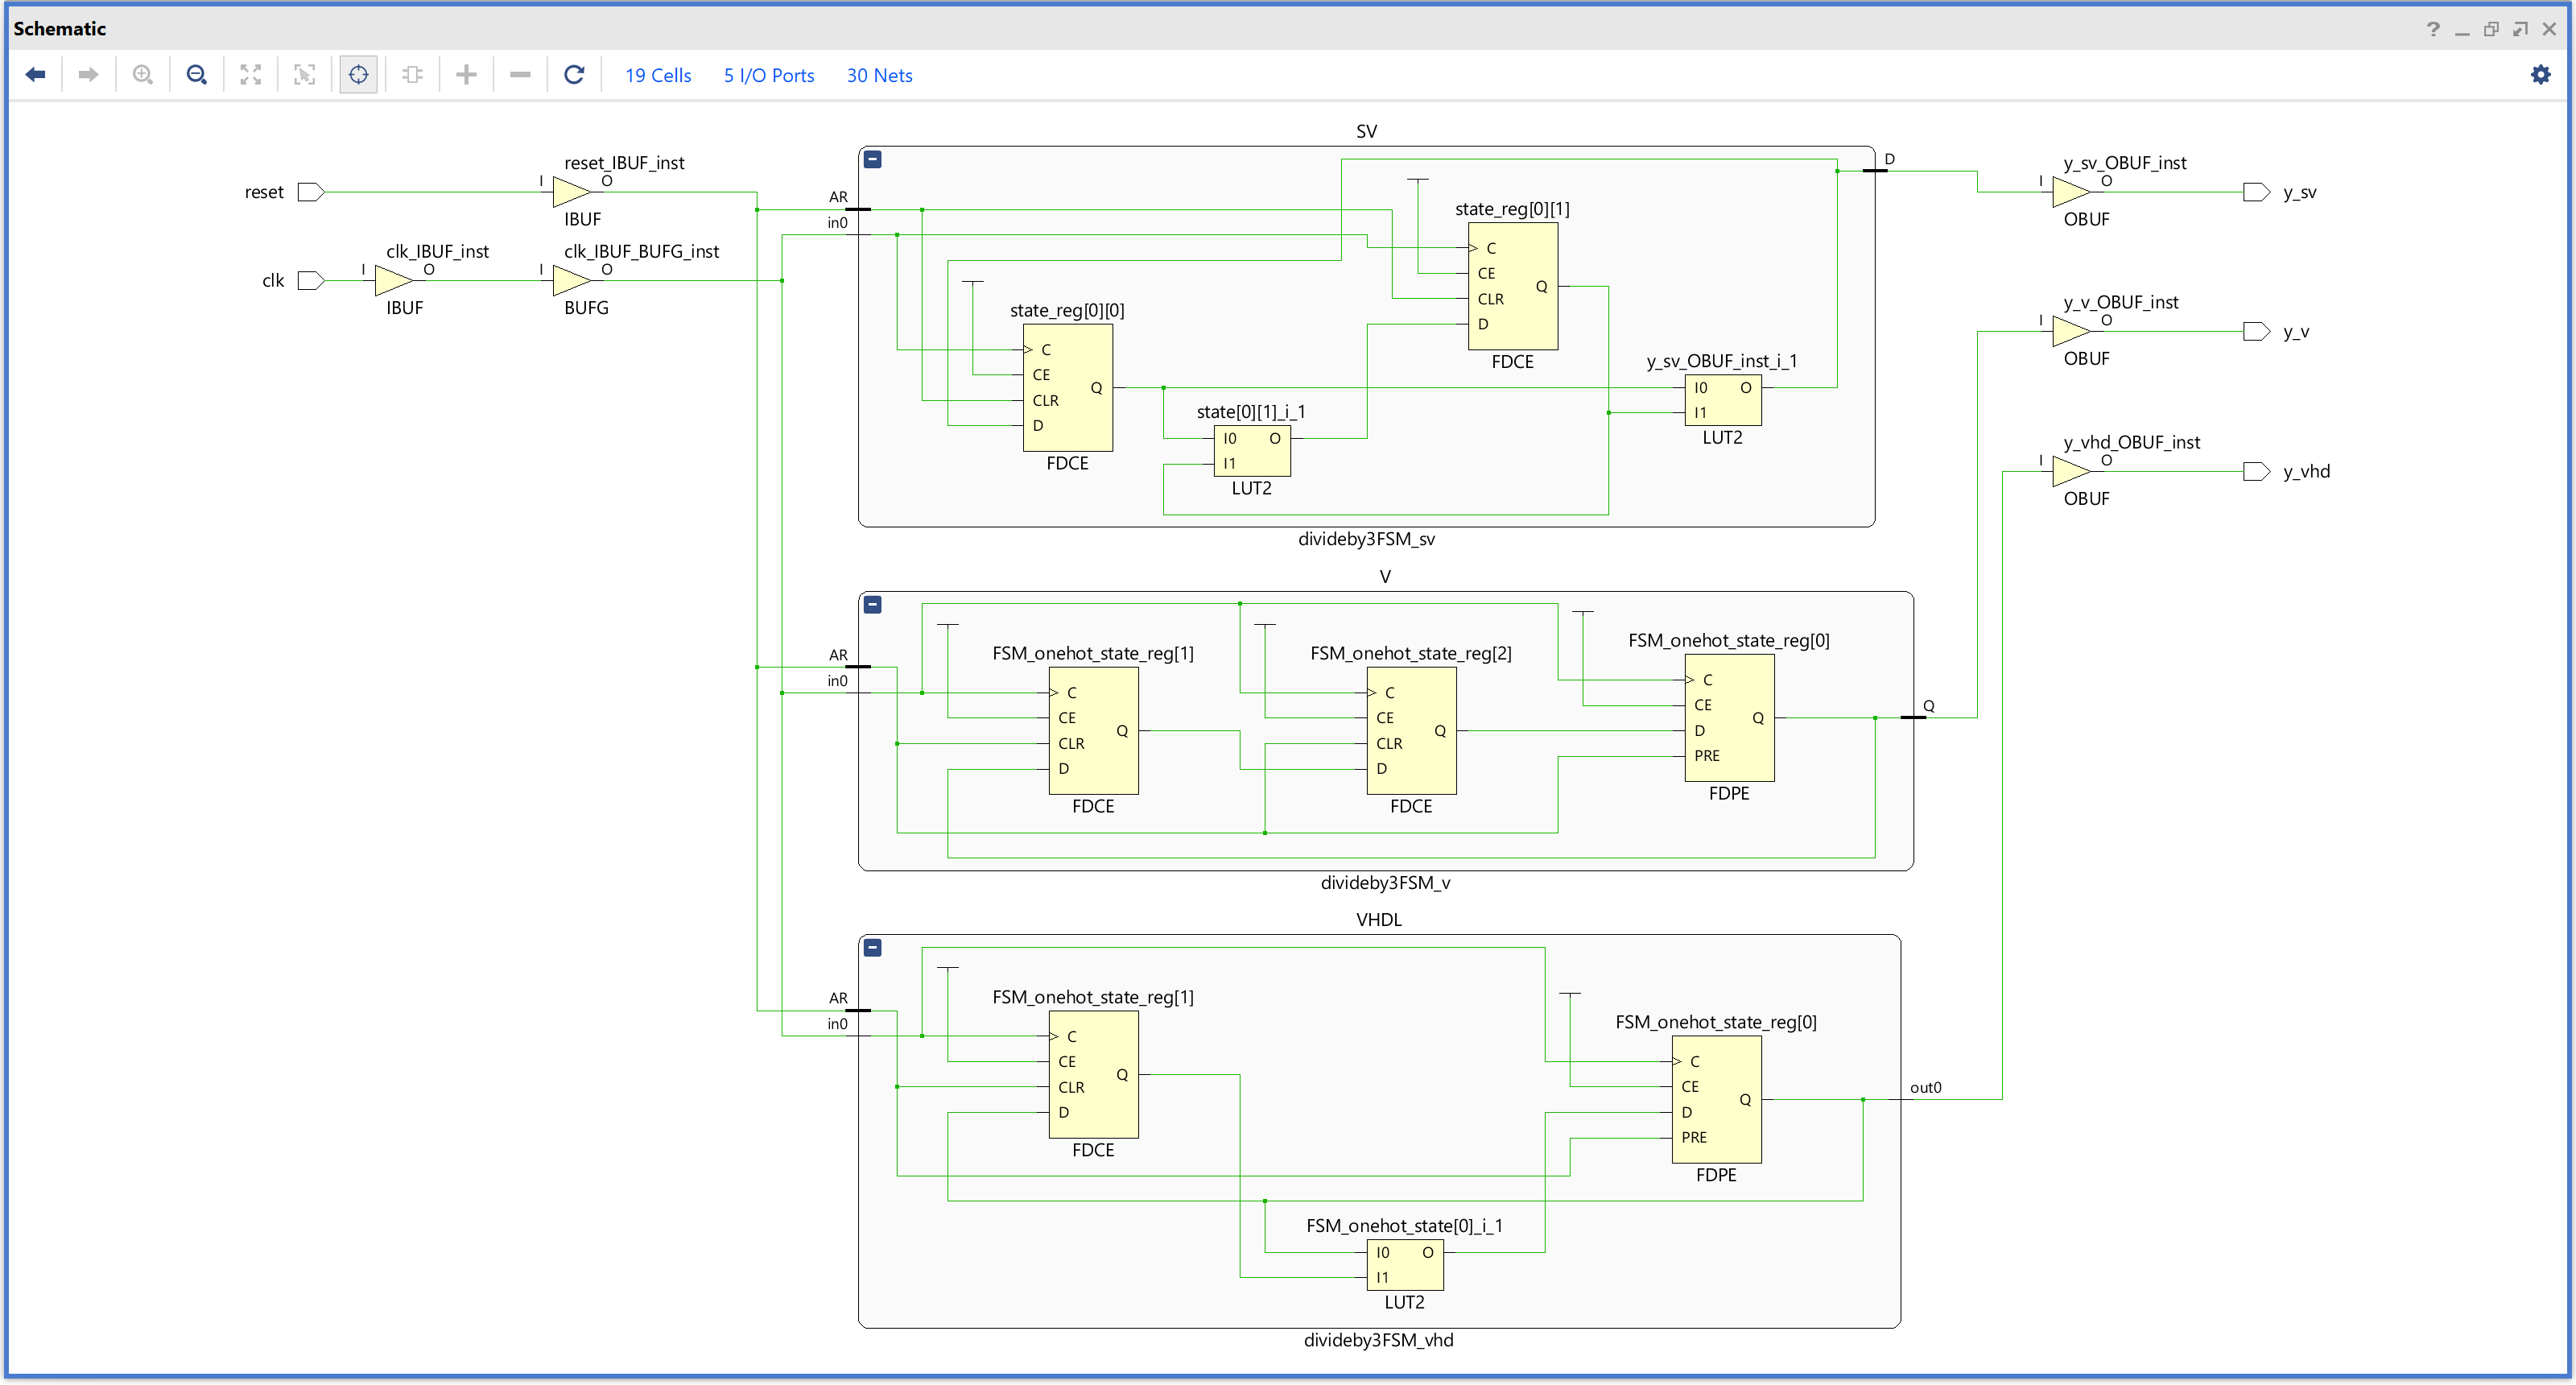 Schematic
19 Cells 5 I/O Ports 30 Nets
reset
I
reset_IBUF_inst
O
IBUF
clk
I
clk_IBUF_inst
O
IBUF
I
clk_IBUF_BUFG_inst
O
BUFG
SV
AR
in0
D
state_reg[0][0]
C
CE
CLR
D
Q
FDCE
state[0][1]_i_1
I0 O
I1
LUT2
state_reg[0][1]
C
CE
CLR
D
Q
FDCE
y_sv_OBUF_inst_i_1
I0 O
I1
LUT2
divideby3FSM_sv
y_sv_OBUF_inst
I
O
OBUF
y_sv
y_v_OBUF_inst
I
O
OBUF
y_v
y_vhd_OBUF_inst
I
O
OBUF
y_vhd
V
AR
in0
FSM_onehot_state_reg[1]
C
CE
CLR
D
Q
FDCE
FSM_onehot_state_reg[2]
C
CE
CLR
D
Q
FDCE
FSM_onehot_state_reg[0]
C
CE
D
PRE
Q
FDPE
Q
divideby3FSM_v
VHDL
AR
in0
FSM_onehot_state_reg[1]
C
CE
CLR
D
Q
FDCE
FSM_onehot_state[0]_i_1
I0 O
I1
LUT2
FSM_onehot_state_reg[0]
C
CE
D
PRE
Q
FDPE
out0
divideby3FSM_vhd